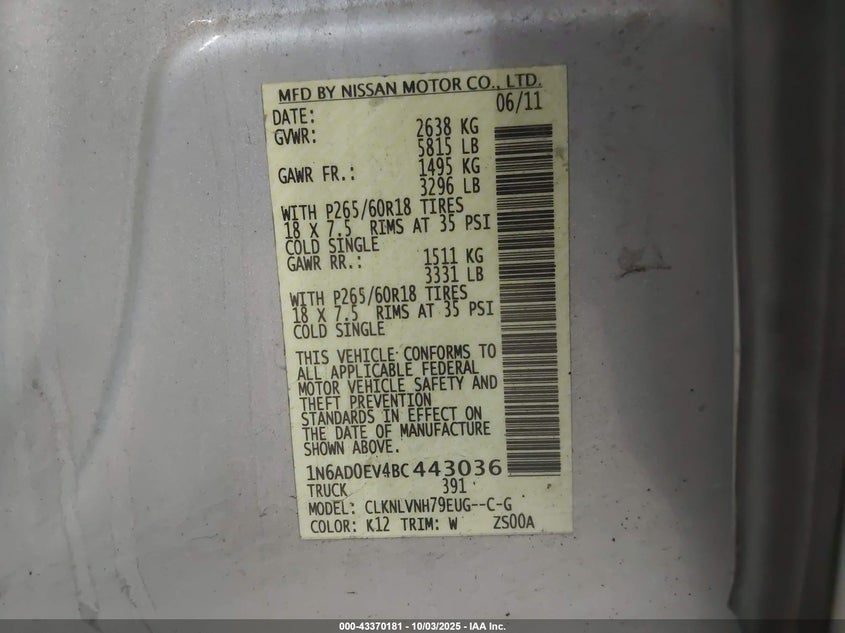 MFD BY NISSAN MOTOR CO., LTD.
DATE: 06/11
GVWR: 2638 KG
5815 LB
GAWR FR.: 1495 KG
3296 LB
WITH P265/60R18 TIRES
18 X 7.5 RIMS AT 35 PSI
COLD SINGLE
GAWR RR.: 1511 KG
3331 LB
WITH P265/60R18 TIRES
18 X 7.5 RIMS AT 35 PSI
COLD SINGLE
THIS VEHICLE CONFORMS TO
ALL APPLICABLE FEDERAL
MOTOR VEHICLE SAFETY AND
THEFT PREVENTION
STANDARDS IN EFFECT ON
THE DATE OF MANUFACTURE
SHOWN ABOVE.
1N6AD0EV4BC443036
TRUCK 391
MODEL: CLKNLVNH79EUG--C-G
COLOR: K12 TRIM: W ZS00A
000-43370181 - 10/03/2025 - IAA Inc.